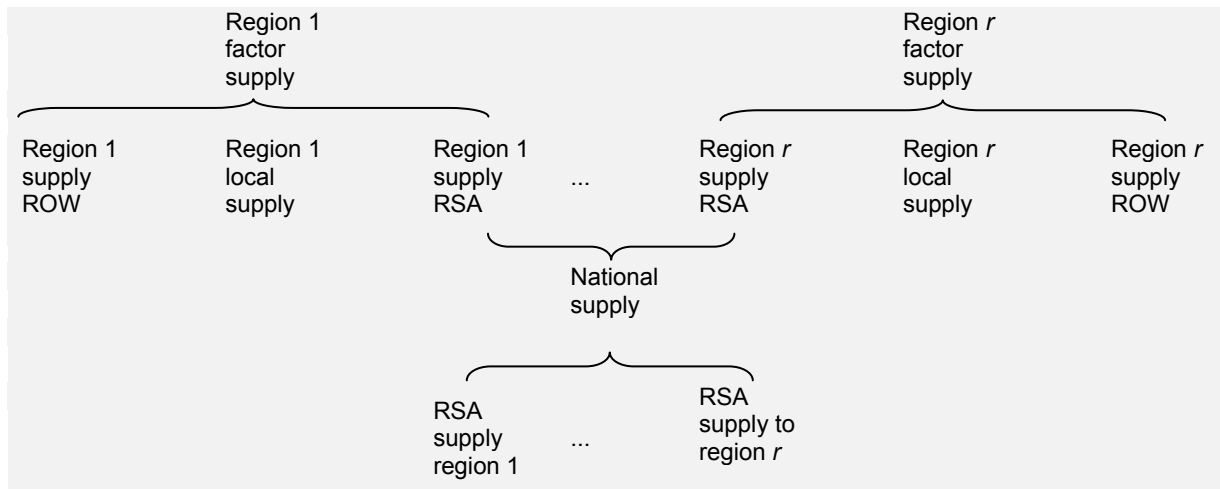 Region 1
factor
supply
Region r
factor
supply
Region 1
supply
ROW
Region 1
local
supply
Region 1
supply
RSA
...
Region r
supply
RSA
Region r
local
supply
Region r
supply
ROW
National
supply
RSA
supply
region 1
...
RSA
supply to
region r